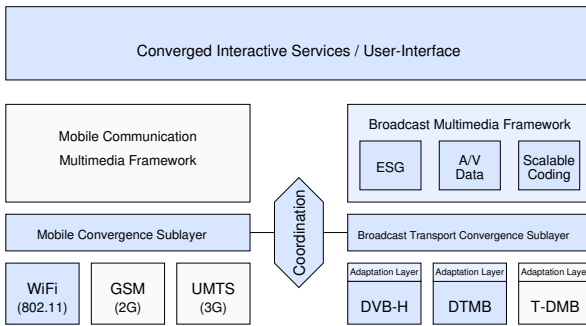 Converged Interactive Services / User-Interface
Mobile Communication
Multimedia Framework
Broadcast Multimedia Framework
ESG
A/V
Data
Scalable
Coding
Mobile Convergence Sublayer
Coordination
Broadcast Transport Convergence Sublayer
WiFi
(802.11)
GSM
(2G)
UMTS
(3G)
Adaptation Layer
DVB-H
Adaptation Layer
DTMB
Adaptation Layer
T-DMB